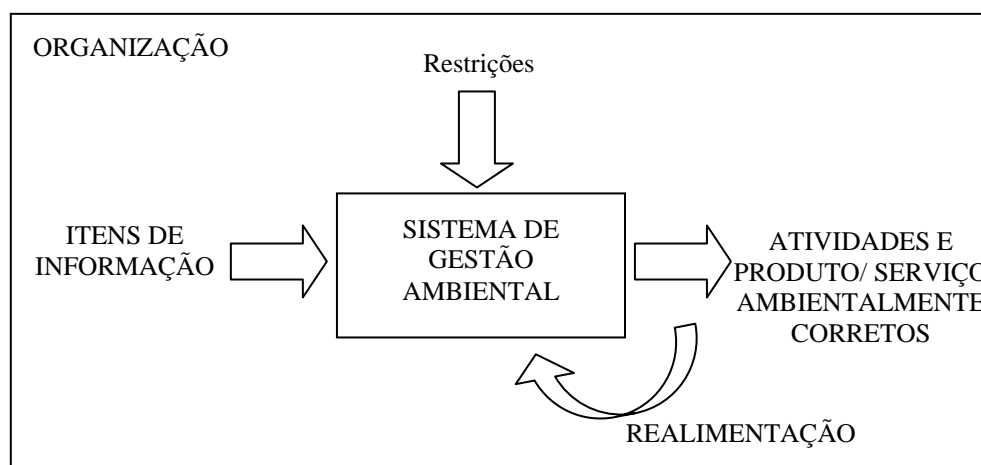 ORGANIZAÇÃO
Restrições
ITENS DE
INFORMAÇÃO
SISTEMA DE
GESTÃO
AMBIENTAL
ATIVIDADES E
PRODUTO/ SERVIÇO
AMBIENTALMENTE
CORRETOS
REALIMENTAÇÃO